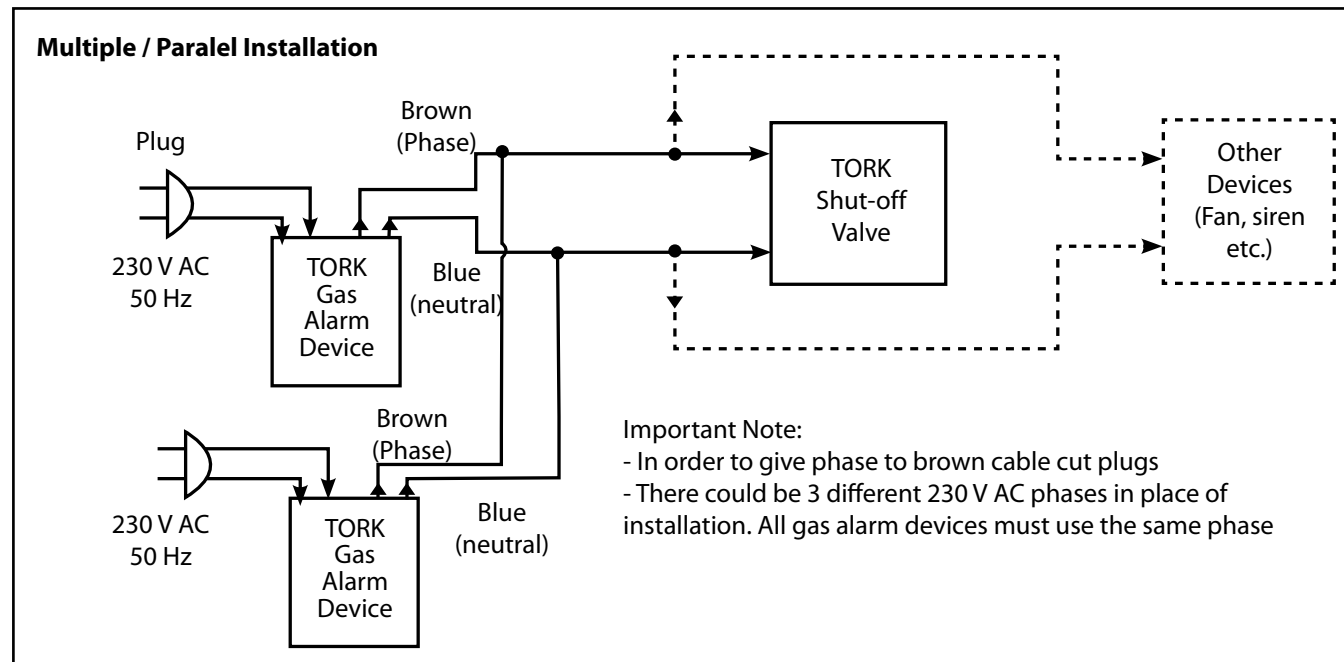 Multiple / Paralel Installation
Plug
230 V AC
50 Hz
TORK
Gas
Alarm
Device
Brown
(Phase)
Blue
(neutral)
TORK
Shut-off
Valve
Other
Devices
(Fan, siren
etc.)
230 V AC
50 Hz
TORK
Gas
Alarm
Device
Brown
(Phase)
Blue
(neutral)
Important Note:
- In order to give phase to brown cable cut plugs
- There could be 3 different 230 V AC phases in place of
installation. All gas alarm devices must use the same phase